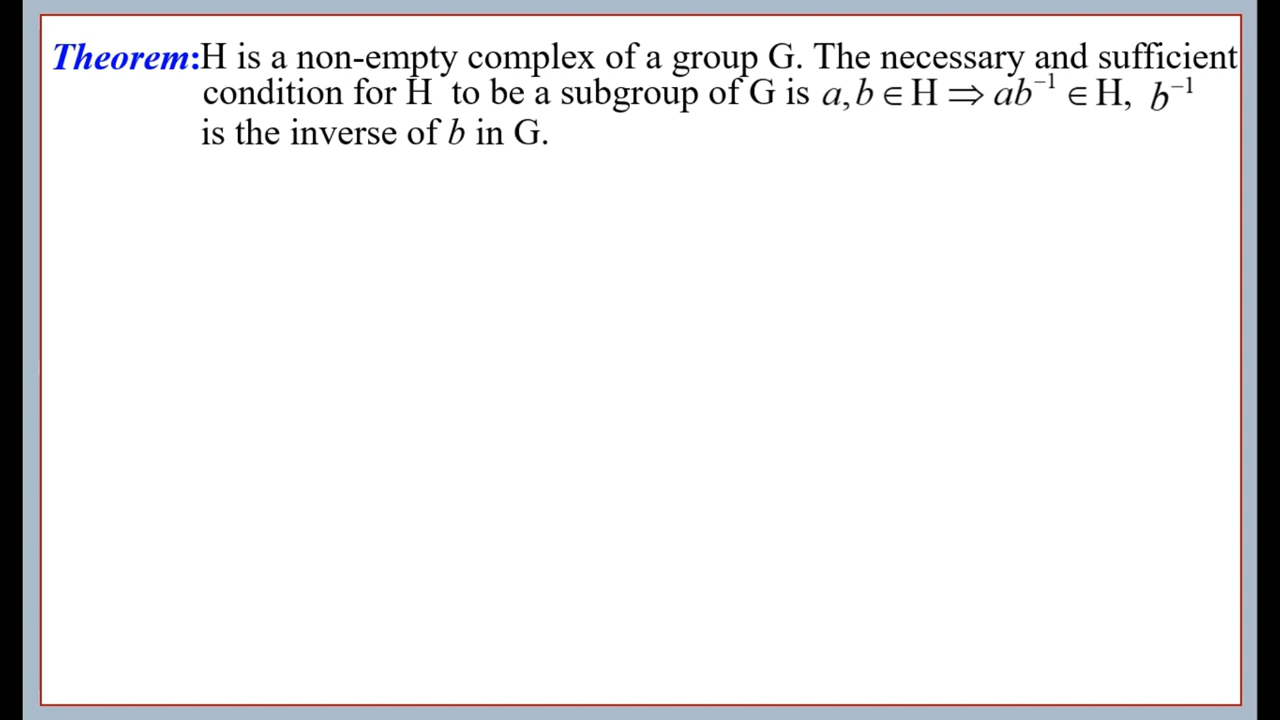 Theorem:H is a non-empty complex of a group G. The necessary and sufficient
condition for H to be a subgroup of G is a, b ∈ H ⇒ ab⁻¹ ∈ H, b⁻¹
is the inverse of b in G.